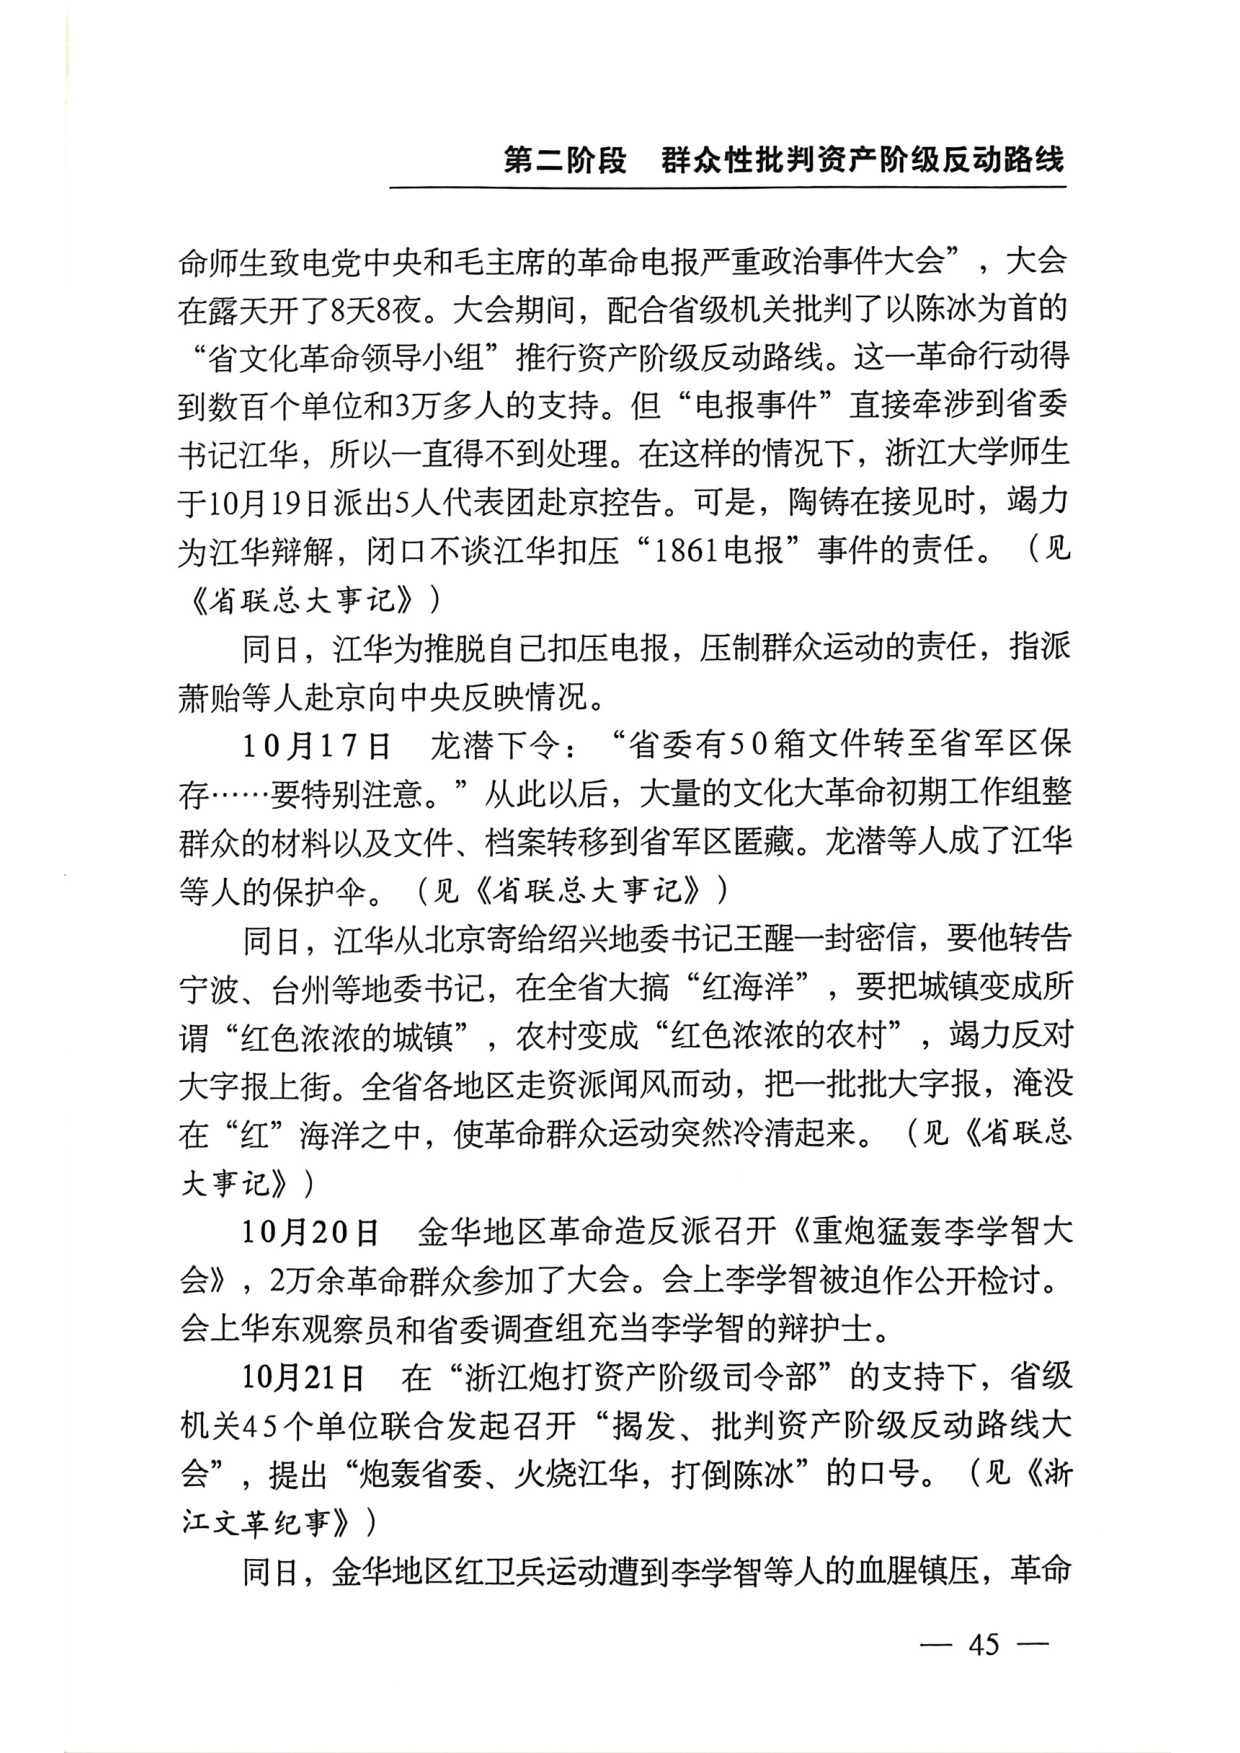 第二阶段　群众性批判资产阶级反动路线
命师生致电党中央和毛主席的革命电报严重政治事件大会”，大会
在露天开了8天8夜。大会期间，配合省级机关批判了以陈冰为首的
“省文化革命领导小组”推行资产阶级反动路线。这一革命行动得
到数百个单位和3万多人的支持。但“电报事件”直接牵涉到省委
书记江华，所以一直得不到处理。在这样的情况下，浙江大学师生
于10月19日派出5人代表团赴京控告。可是，陶铸在接见时，竭力
为江华辩解，闭口不谈江华扣压“1861电报”事件的责任。（见
《省联总大事记》）
同日，江华为推脱自己扣压电报，压制群众运动的责任，指派
萧贻等人赴京向中央反映情况。
10月17日　龙潜下令：“省委有50箱文件转至省军区保
存……要特别注意。”从此以后，大量的文化大革命初期工作组整
群众的材料以及文件、档案转移到省军区匿藏。龙潜等人成了江华
等人的保护伞。（见《省联总大事记》）
同日，江华从北京寄给绍兴地委书记王醒一封密信，要他转告
宁波、台州等地委书记，在全省大搞“红海洋”，要把城镇变成所
谓“红色浓浓的城镇”，农村变成“红色浓浓的农村”，竭力反对
大字报上街。全省各地区走资派闻风而动，把一批批大字报，淹没
在“红”海洋之中，使革命群众运动突然冷清起来。（见《省联总
大事记》）
10月20日　金华地区革命造反派召开《重炮猛轰李学智大
会》，2万余革命群众参加了大会。会上李学智被迫作公开检讨。
会上华东观察员和省委调查组充当李学智的辩护士。
10月21日　在“浙江炮打资产阶级司令部”的支持下，省级
机关45个单位联合发起召开“揭发、批判资产阶级反动路线大
会”，提出“炮轰省委、火烧江华，打倒陈冰”的口号。（见《浙
江文革纪事》）
同日，金华地区红卫兵运动遭到李学智等人的血腥镇压，革命
— 45 —